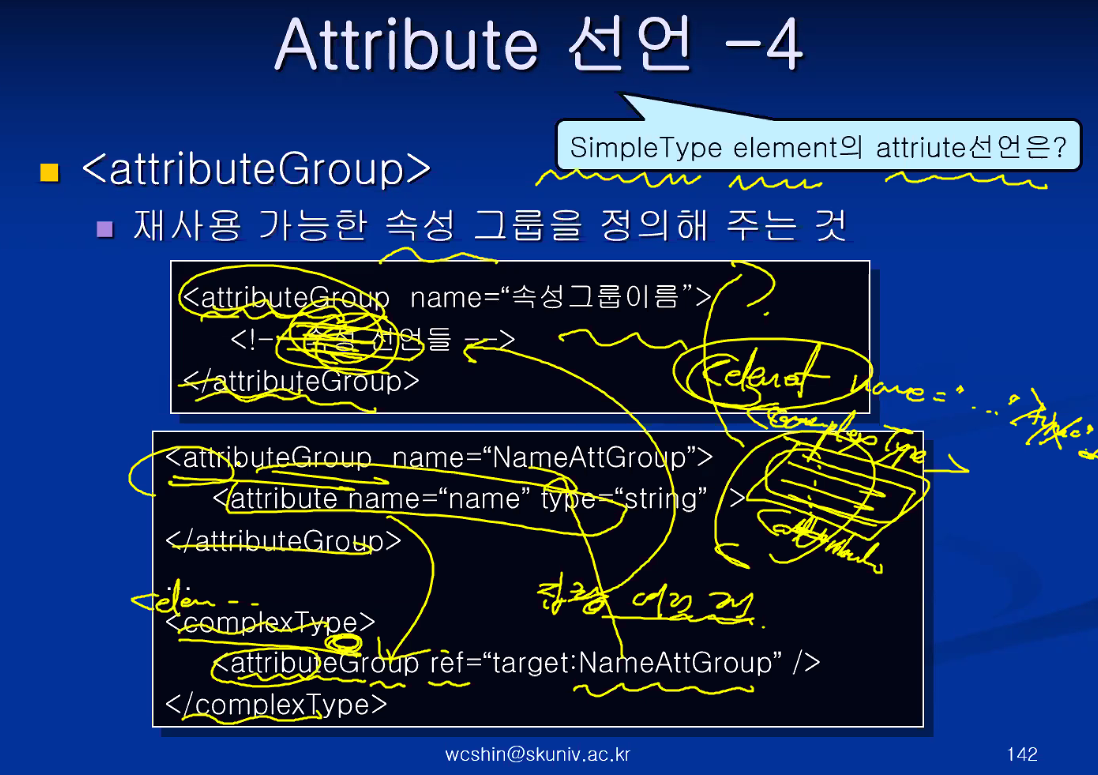 Attribute 선언 -4
SimpleType element의 attriute선언은?
<attributeGroup>
재사용 가능한 속성 그룹을 정의해 주는 것
<attributeGroup name=“속성그룹이름”>
<!-- 속성 선언들 -->
</attributeGroup>
<element name="..."
complexType
<attributeGroup name=“NameAttGroup”>
<attribute name=“name” type=“string” >
</attributeGroup>
..
<elem --
<complexType>
<attributeGroup ref=“target:NameAttGroup” />
</complexType>
wcshin@skuniv.ac.kr
142